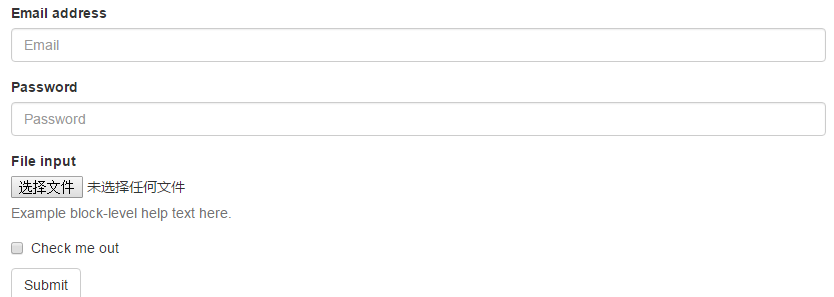 Email address
Email
Password
Password
File input
选择文件 未选择任何文件
Example block-level help text here.
Check me out
Submit